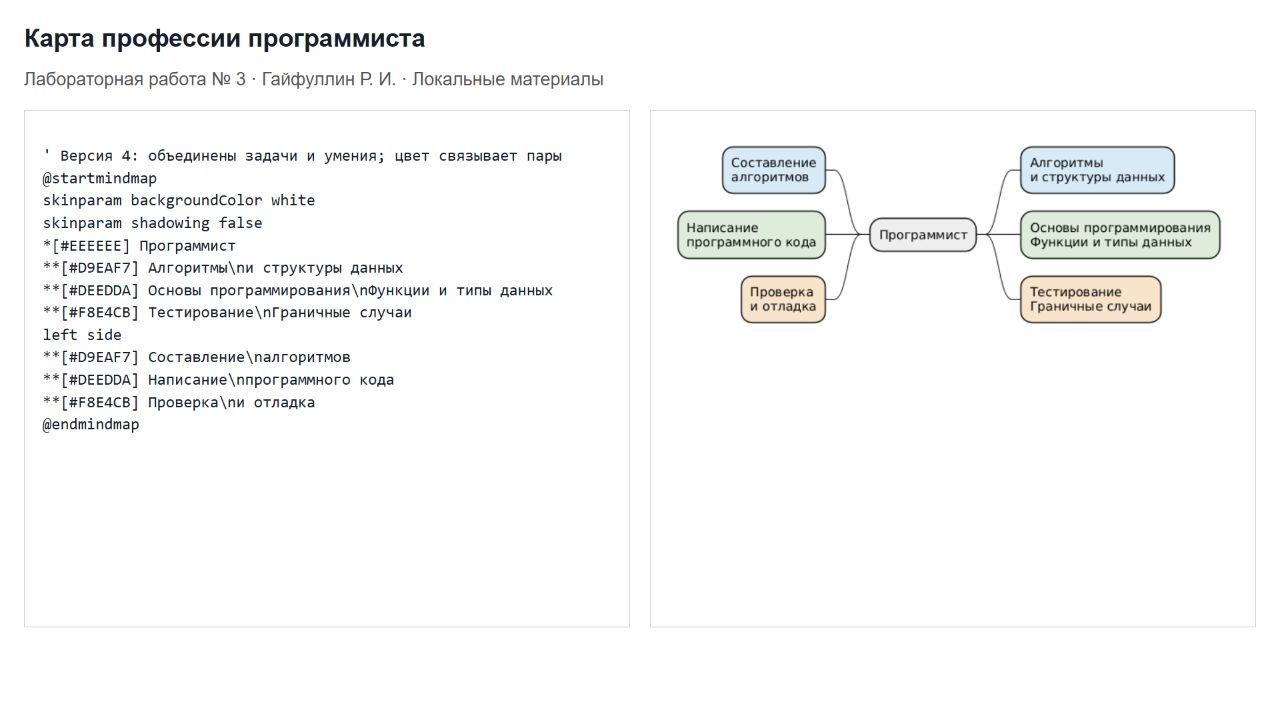 Карта профессии программиста
Лабораторная работа № 3 · Гайфуллин Р. И. · Локальные материалы
' Версия 4: объединены задачи и умения; цвет связывает пары
@startmindmap
skinparam backgroundColor white
skinparam shadowing false
*[#EEEEEE] Программист
**[#D9EAF7] Алгоритмы\nи структуры данных
**[#DEEDDA] Основы программирования\nФункции и типы данных
**[#F8E4CB] Тестирование\nГраничные случаи
left side
**[#D9EAF7] Составление\nалгоритмов
**[#DEEDDA] Написание\nпрограммного кода
**[#F8E4CB] Проверка\nи отладка
@endmindmap
Составление
алгоритмов
Написание
программного кода
Проверка
и отладка
Программист
Алгоритмы
и структуры данных
Основы программирования
Функции и типы данных
Тестирование
Граничные случаи